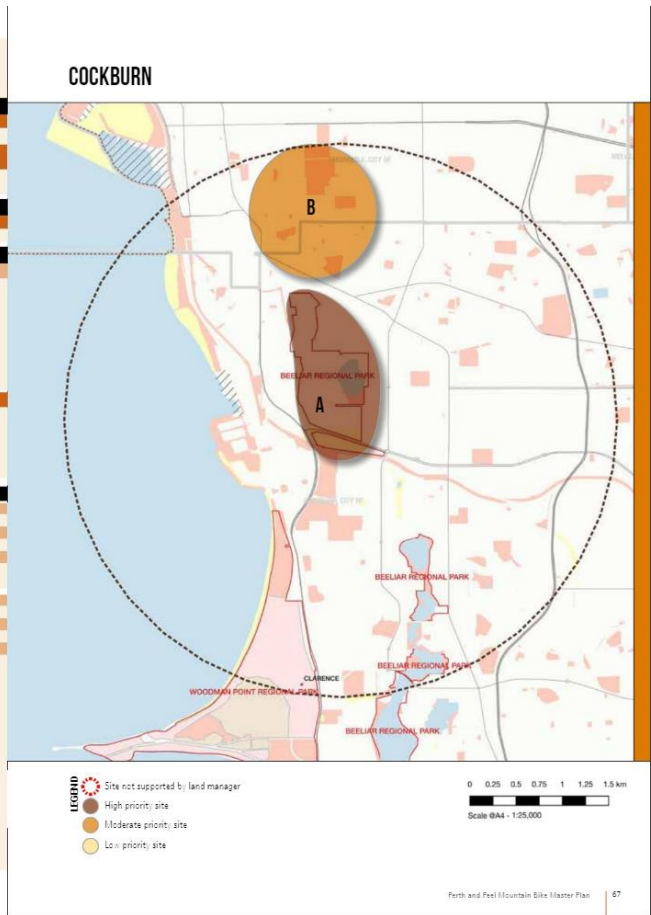 COCKBURN
B
BEELIAR REGIONAL PARK
A
BEELIAR REGIONAL PARK
BEELIAR REGIONAL PARK
CLARENCE
WOODMAN POINT REGIONAL PARK
BEELIAR REGIONAL PARK
LEGEND
Site not supported by land manager
High priority site
Moderate priority site
Low priority site
0 0.25 0.5 0.75 1 1.25 1.5 km
Scale @A4 - 1:25,000
Perth and Peel Mountain Bike Master Plan 67